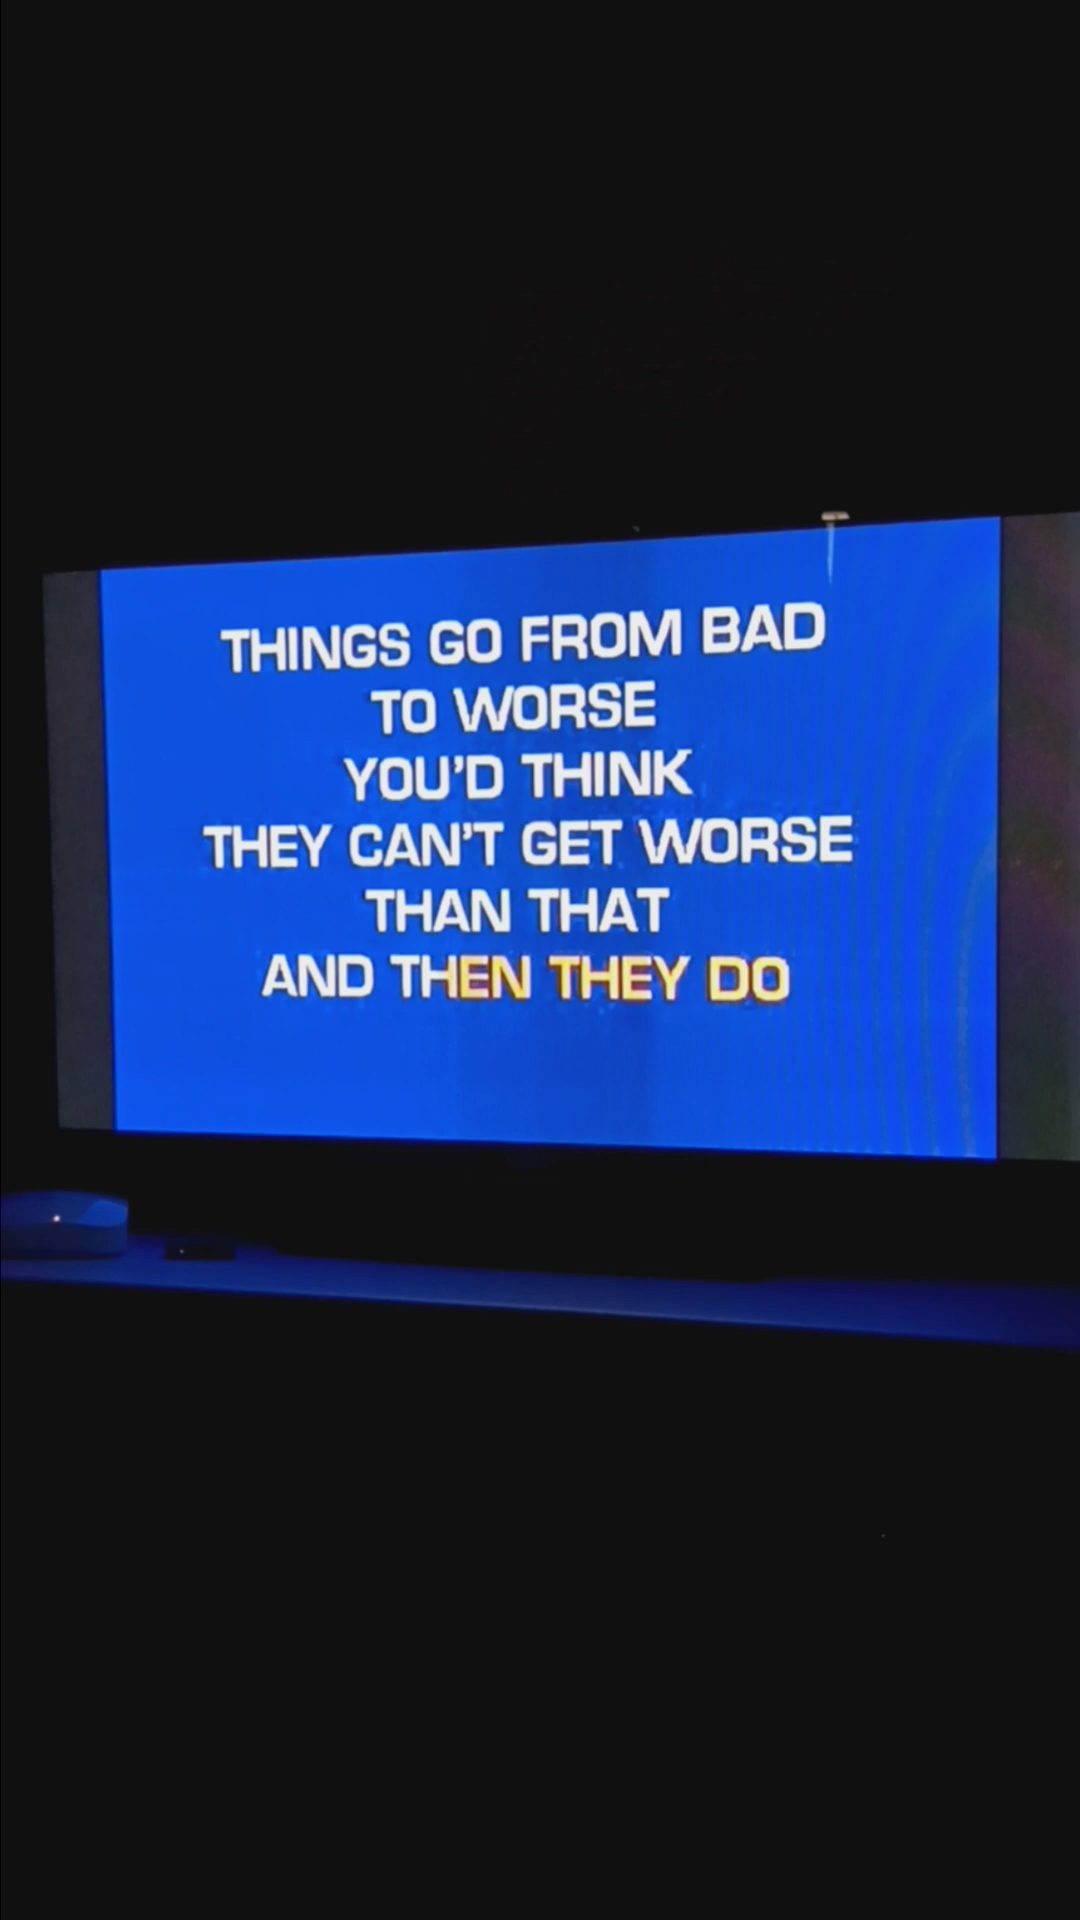 THINGS GO FROM BAD
TO WORSE
YOU'D THINK
THEY CAN'T GET WORSE
THAN THAT
AND THEN THEY DO